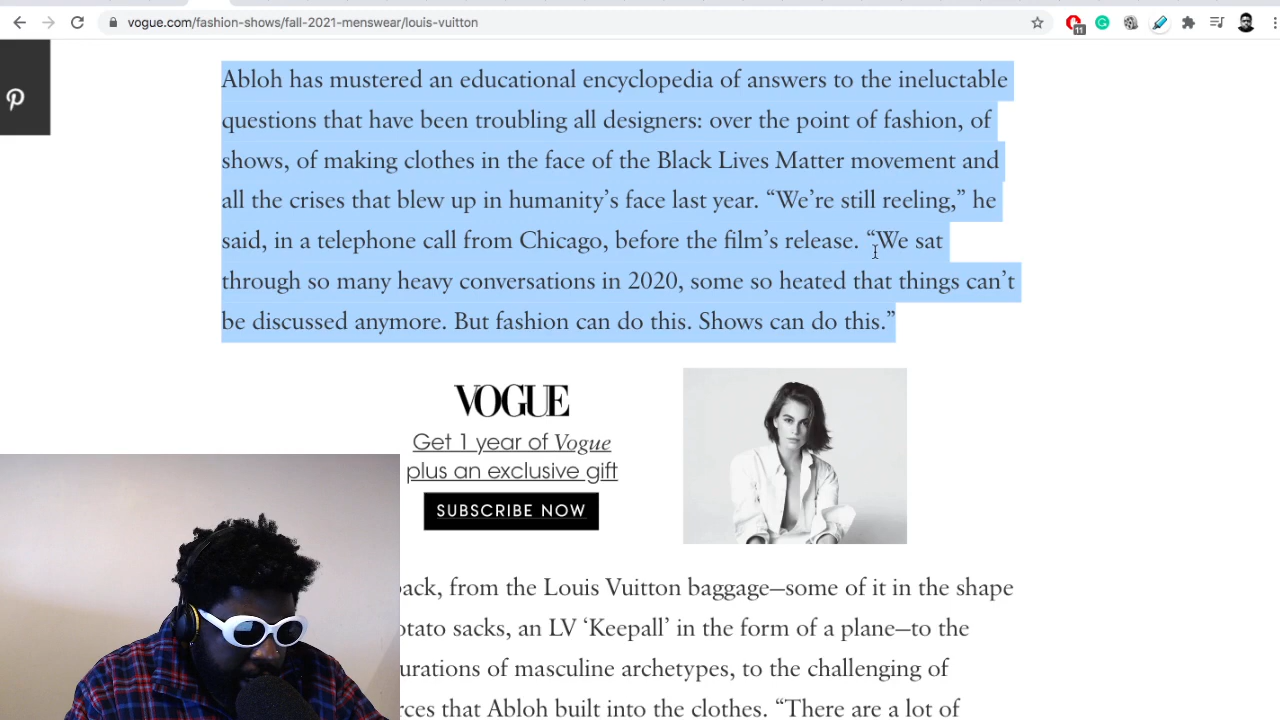 vogue.com/fashion-shows/fall-2021-menswear/louis-vuitton
11
Abloh has mustered an educational encyclopedia of answers to the ineluctable
questions that have been troubling all designers: over the point of fashion, of
shows, of making clothes in the face of the Black Lives Matter movement and
all the crises that blew up in humanity’s face last year. “We’re still reeling,” he
said, in a telephone call from Chicago, before the film’s release. “We sat
through so many heavy conversations in 2020, some so heated that things can’t
be discussed anymore. But fashion can do this. Shows can do this.”
VOGUE
Get 1 year of Vogue
plus an exclusive gift
SUBSCRIBE NOW
ack, from the Louis Vuitton baggage—some of it in the shape
otato sacks, an LV ‘Keepall’ in the form of a plane—to the
urations of masculine archetypes, to the challenging of
rces that Abloh built into the clothes. “There are a lot of